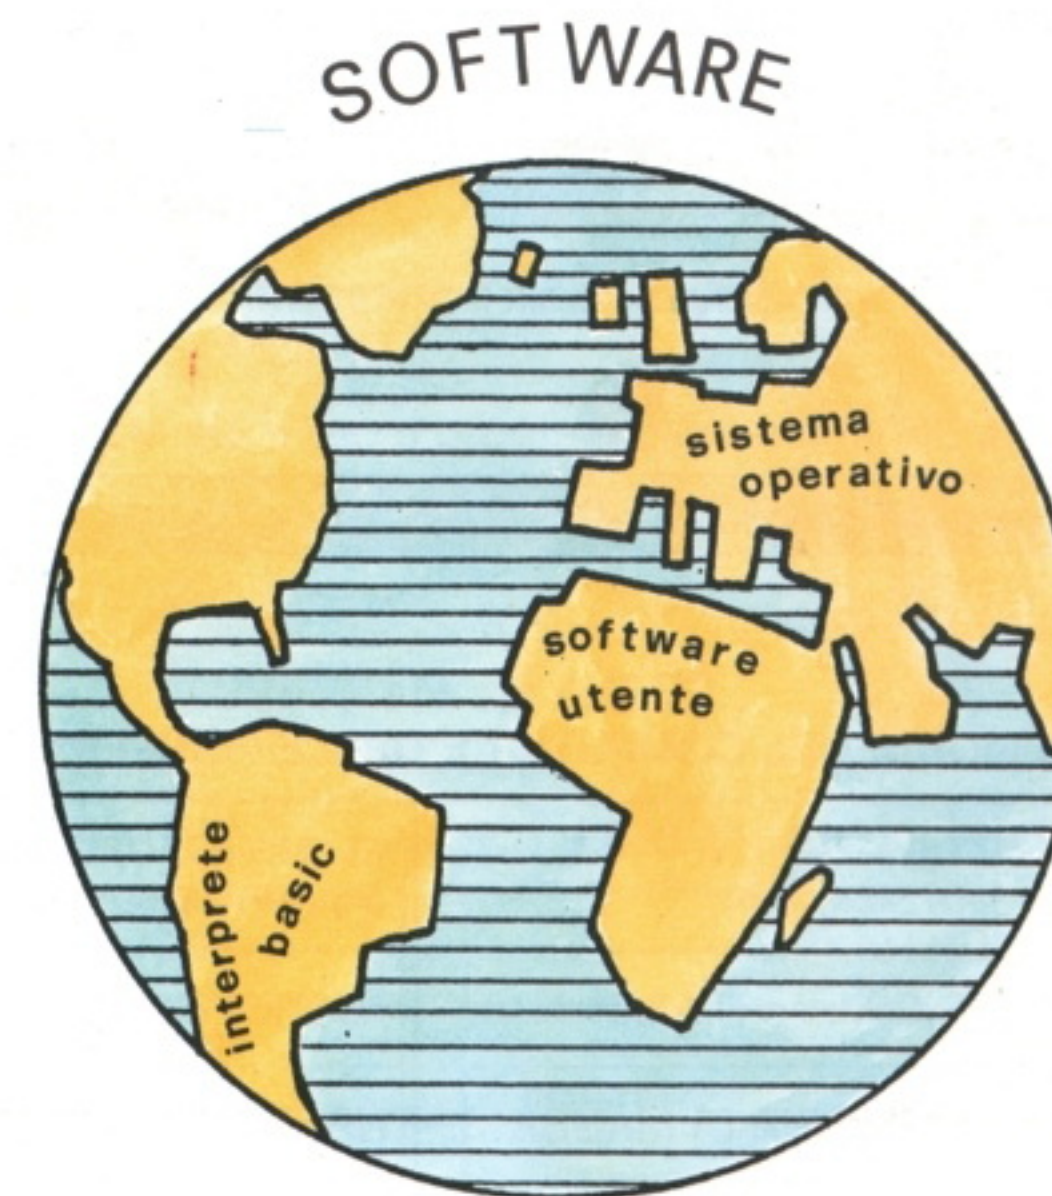 SOFTWARE
sistema
operativo
software
utente
interprete
basic